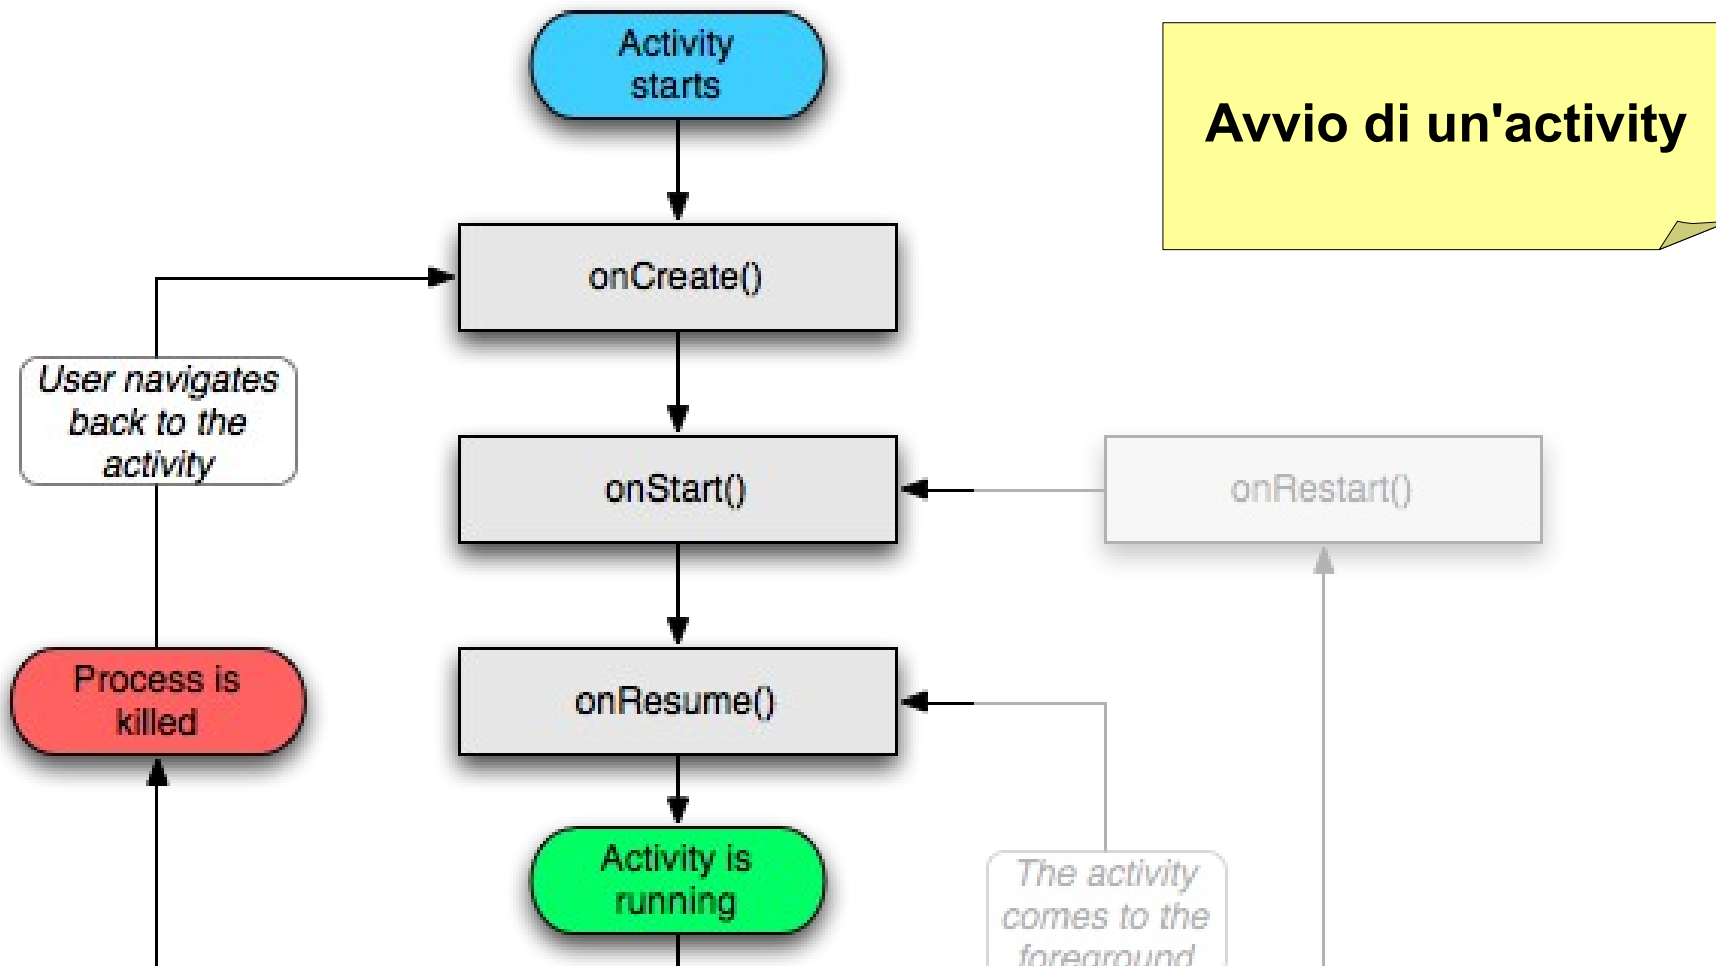 Activity
starts
Avvio di un'activity
onCreate()
User navigates
back to the
activity
onStart()
onRestart()
Process is
killed
onResume()
Activity is
running
The activity
comes to the
foreground